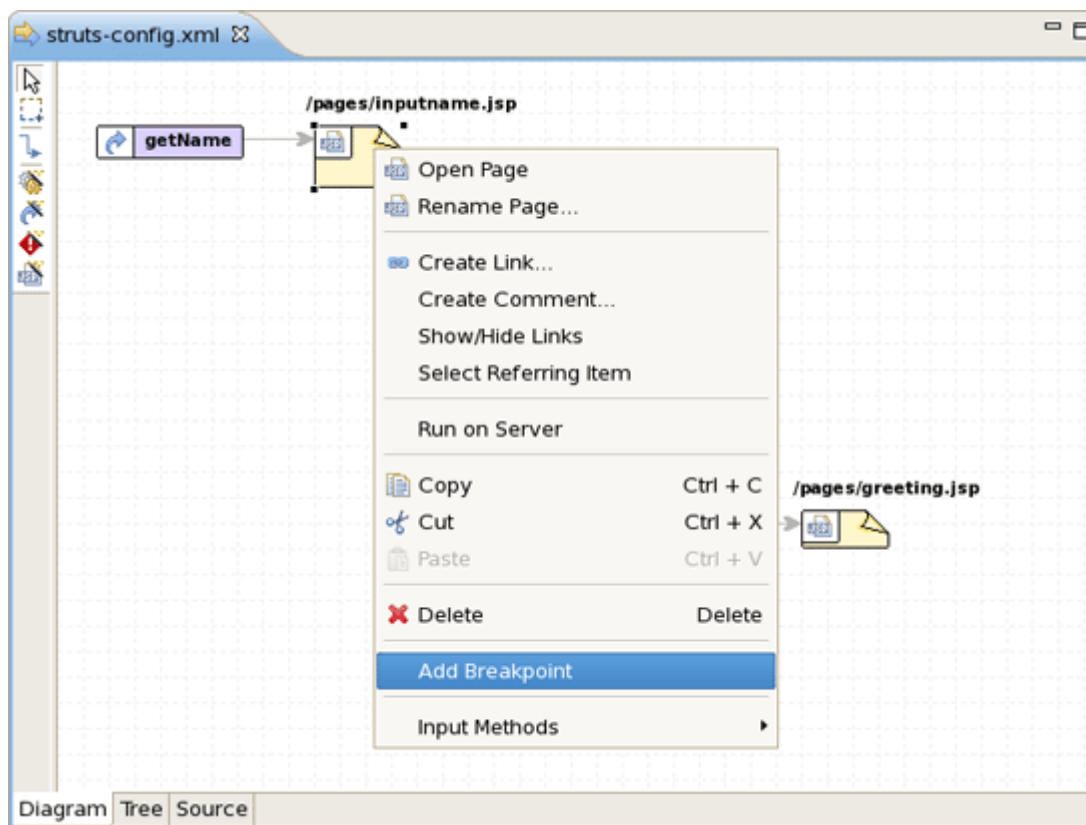 struts-config.xml
/pages/inputname.jsp
getName
Open Page
Rename Page...
Create Link...
Create Comment...
Show/Hide Links
Select Referring Item
Run on Server
Copy Ctrl + C
/pages/greeting.jsp
Cut Ctrl + X
Paste Ctrl + V
Delete Delete
Add Breakpoint
Input Methods
Diagram Tree Source